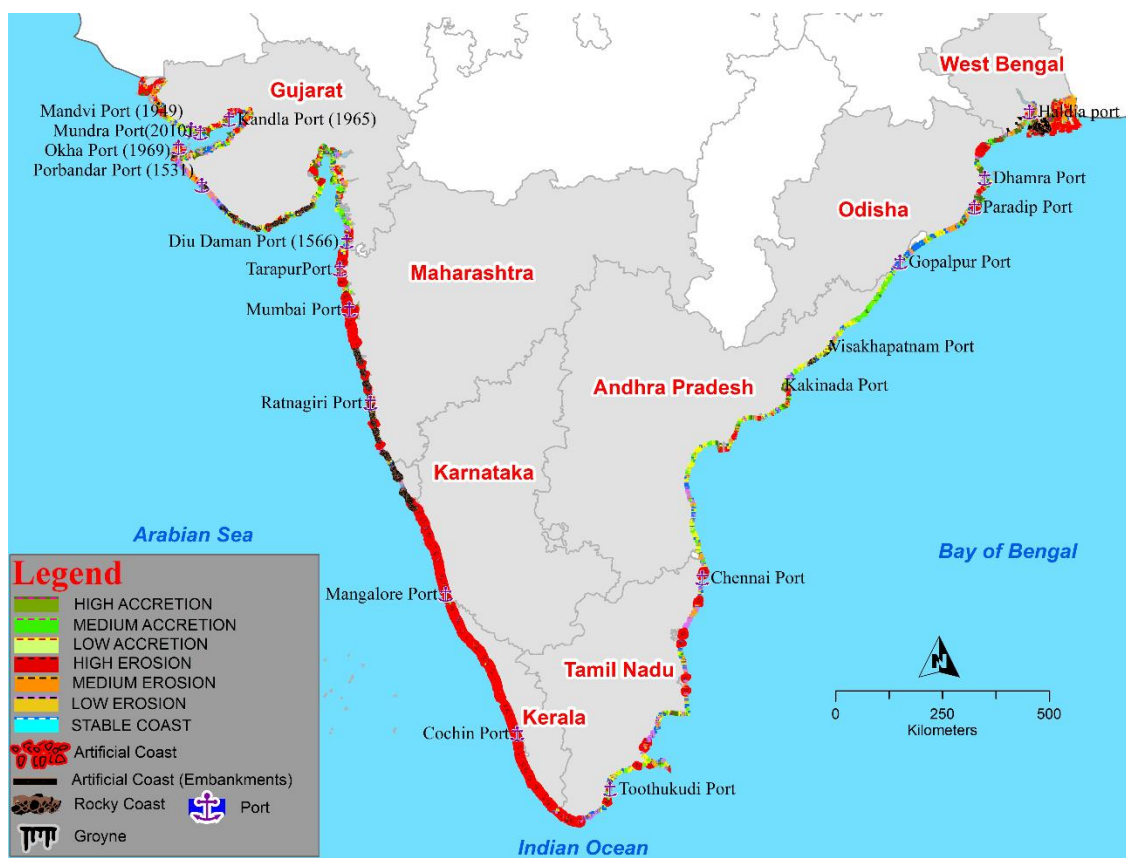 West Bengal
Gujarat
Mandvi Port (1949)
Kandla Port (1965)
Haldia port
Mundra Port(2010)
Okha Port (1969)
Porbandar Port (1531)
Dhamra Port
Paradip Port
Odisha
Diu Daman Port (1566)
Gopalpur Port
TarapurPort
Maharashtra
Mumbai Port
Visakhapatnam Port
Kakinada Port
Andhra Pradesh
Ratnagiri Port
Karnataka
Arabian Sea
Bay of Bengal
Legend
HIGH ACCRETION
MEDIUM ACCRETION
LOW ACCRETION
HIGH EROSION
MEDIUM EROSION
LOW EROSION
STABLE COAST
Artificial Coast
Artificial Coast (Embankments)
Rocky Coast
Port
Groyne
Chennai Port
Mangalore Port
Tamil Nadu
N
0 250 500
Kilometers
Kerala
Cochin Port
Toothukudi Port
Indian Ocean